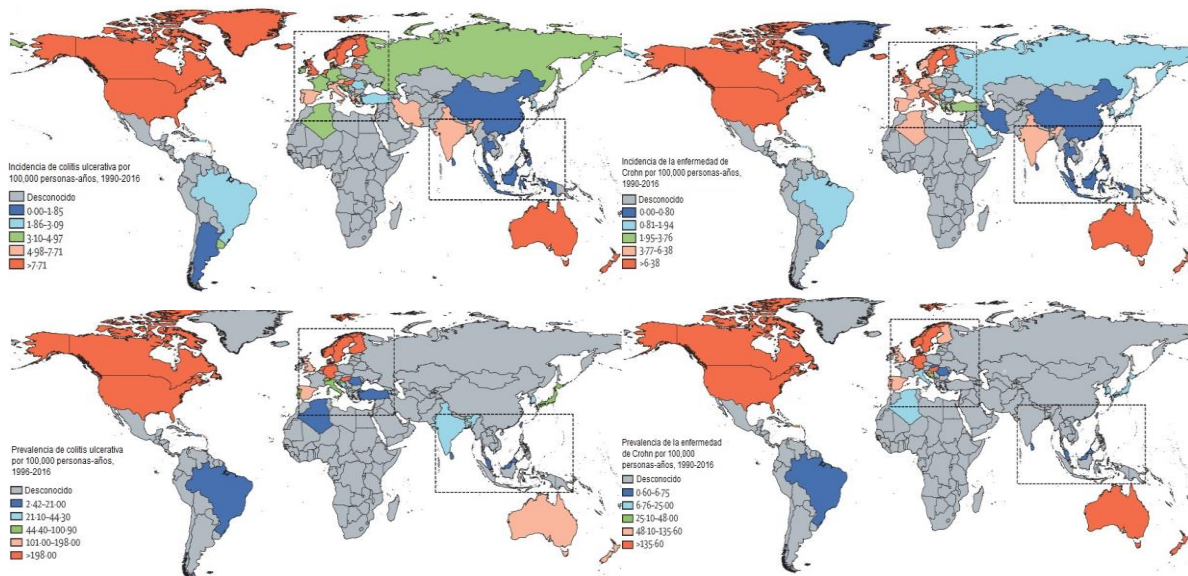 Incidencia de colitis ulcerativa por
100,000 personas-años, 1990-2016
Desconocido
0·00–1·85
1·86–3·09
3·10–4·97
4·98–7·71
>7·71
Incidencia de la enfermedad de
Crohn por 100,000 personas-años,
1990-2016
Desconocido
0·00–0·80
0·81–1·94
1·95–3·76
3·77–6·38
>6·38
Prevalencia de colitis ulcerativa
por 100,000 personas-años,
1996-2016
Desconocido
2·42–21·00
21·10–44·30
44·40–100·90
101·00–198·00
>198·00
Prevalencia de la enfermedad
de Crohn por 100,000
personas-años, 1990-2016
Desconocido
0·60–6·75
6·76–25·00
25·10–48·00
48·10–135·60
>135·60